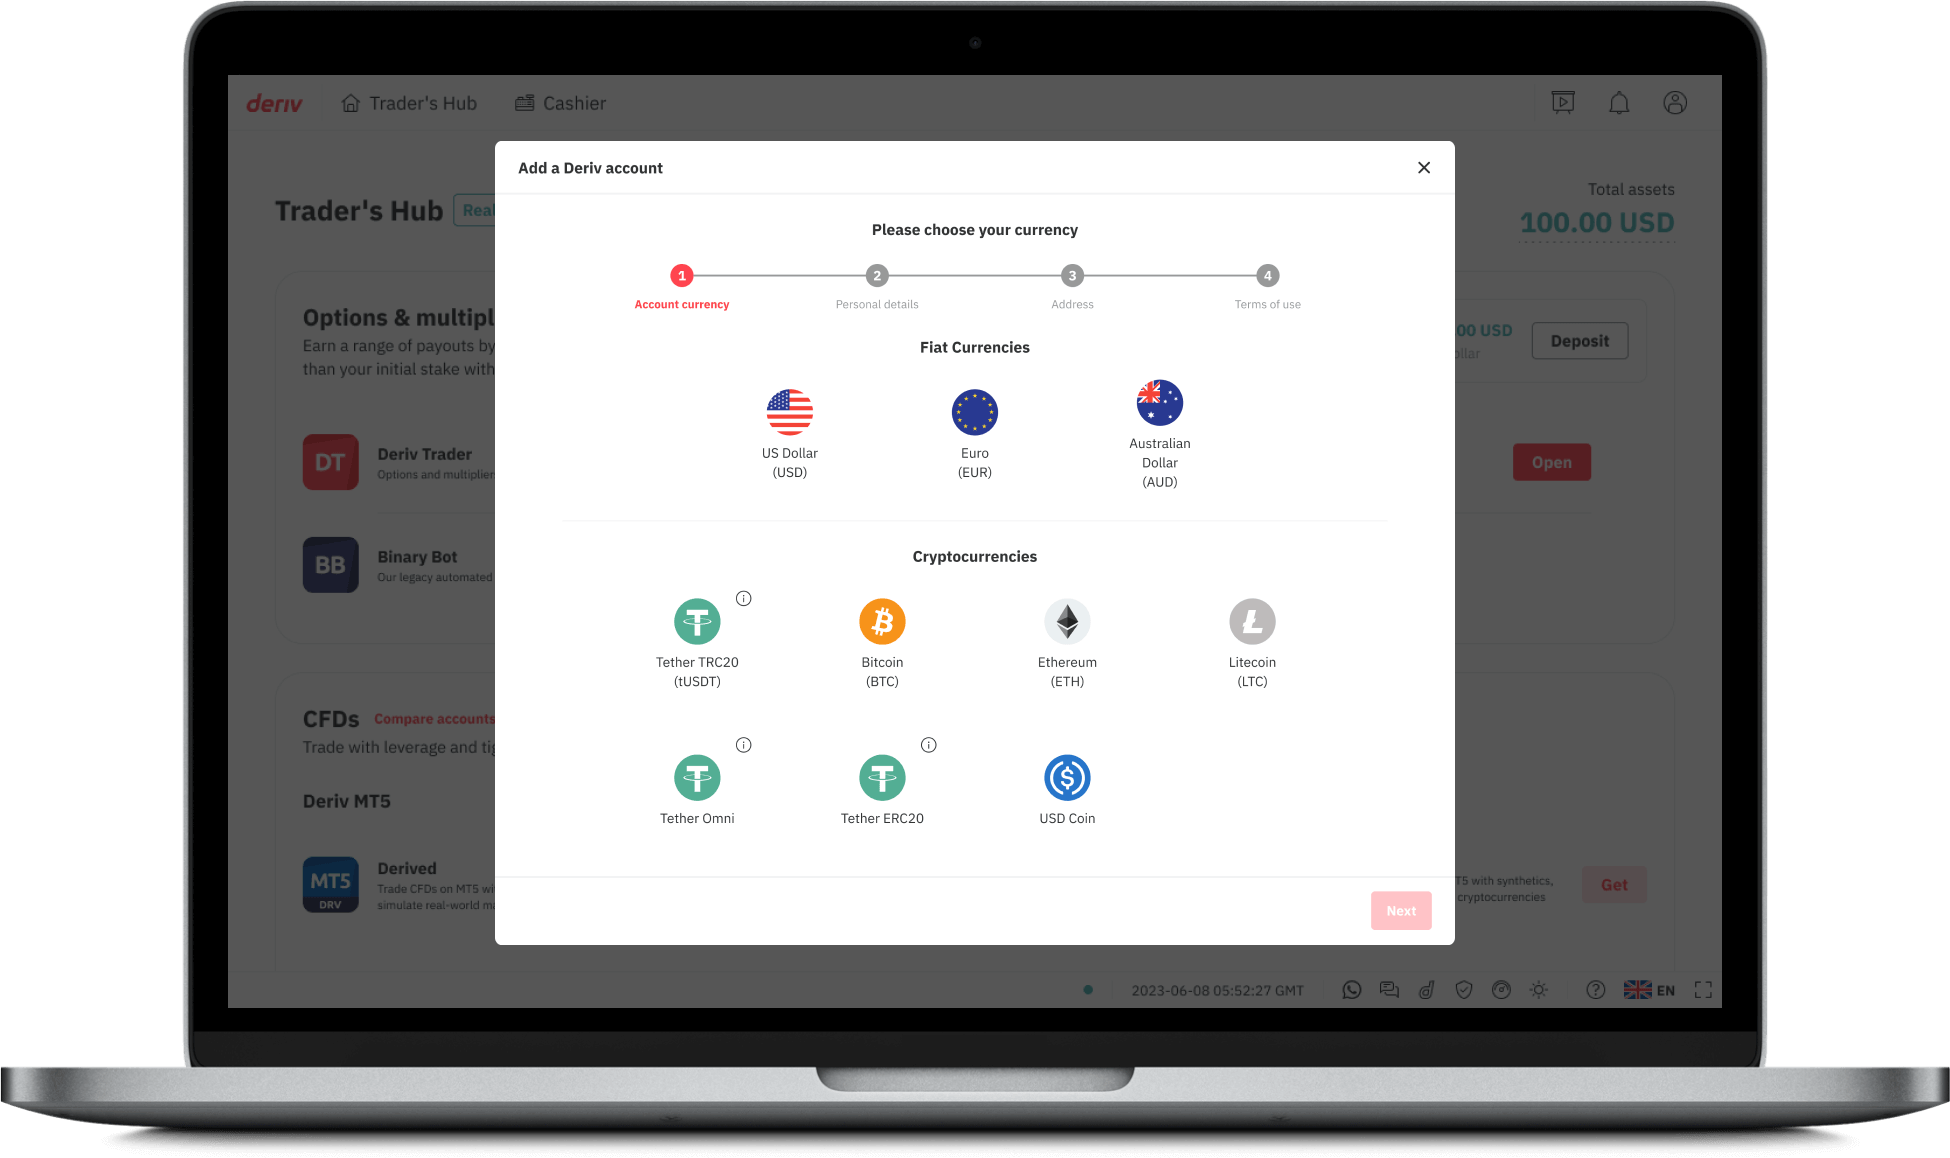 deriv
Trader's Hub
Cashier
Add a Deriv account
Total assets
Trader's Hub
Real
100.00 USD
Please choose your currency
1
2
3
4
Account currency
Personal details
Address
Terms of use
Options & multipl
Earn a range of payouts by
than your initial stake with
00 USD
ollar
Deposit
Fiat Currencies
US Dollar
(USD)
Euro
(EUR)
Australian
Dollar
(AUD)
DT
Deriv Trader
Options and multiplier
Open
BB
Binary Bot
Our legacy automated
Cryptocurrencies
Tether TRC20
(tUSDT)
Bitcoin
(BTC)
Ethereum
(ETH)
Litecoin
(LTC)
CFDs
Compare accounts
Trade with leverage and tig
Deriv MT5
Tether Omni
Tether ERC20
USD Coin
MT5
DRV
Derived
Trade CFDs on MT5 wi
simulate real-world ma
T5 with synthetics,
cryptocurrencies
Get
Next
2023-06-08 05:52:27 GMT
EN